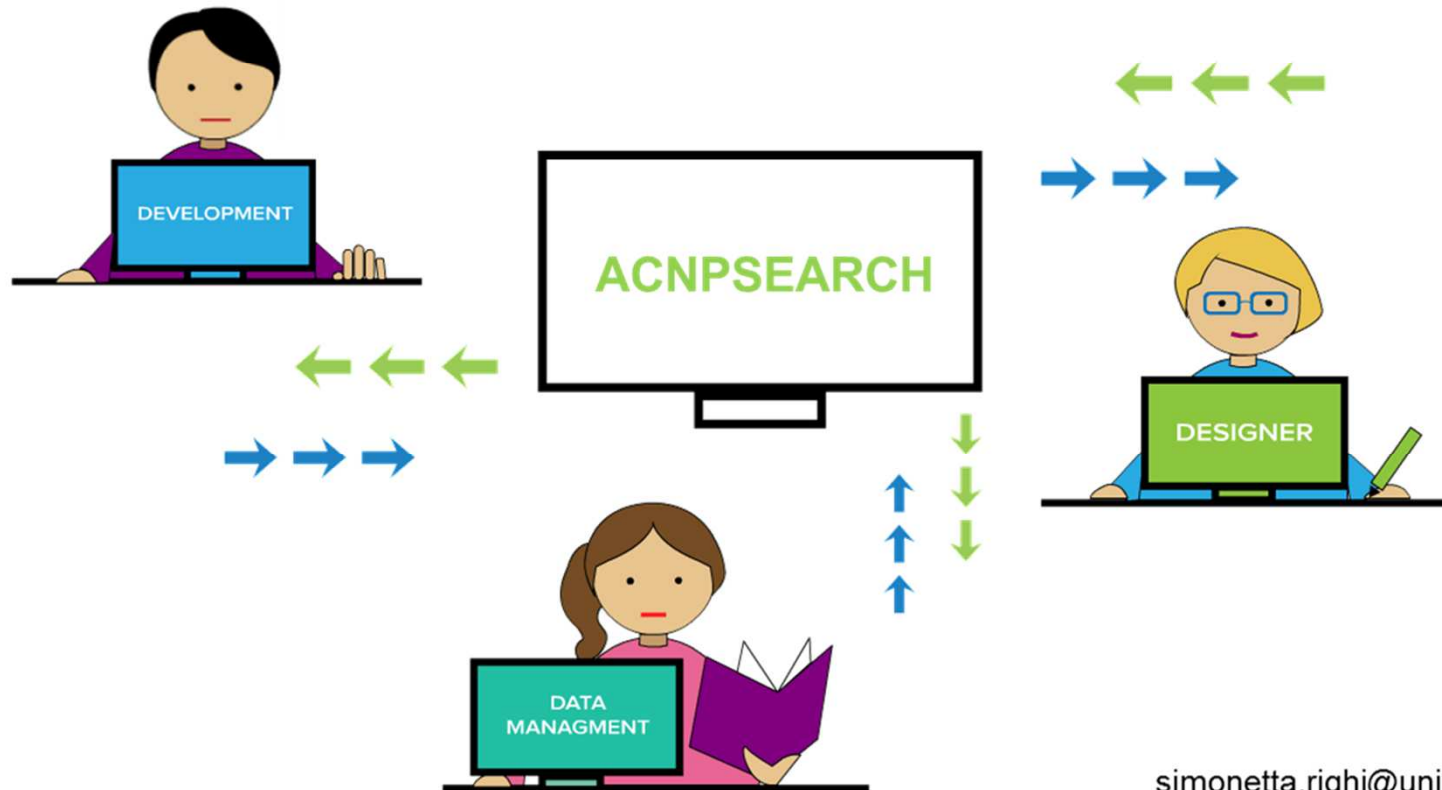 DEVELOPMENT
ACNPSEARCH
DESIGNER
DATA
MANAGMENT
simonetta.righi@uni